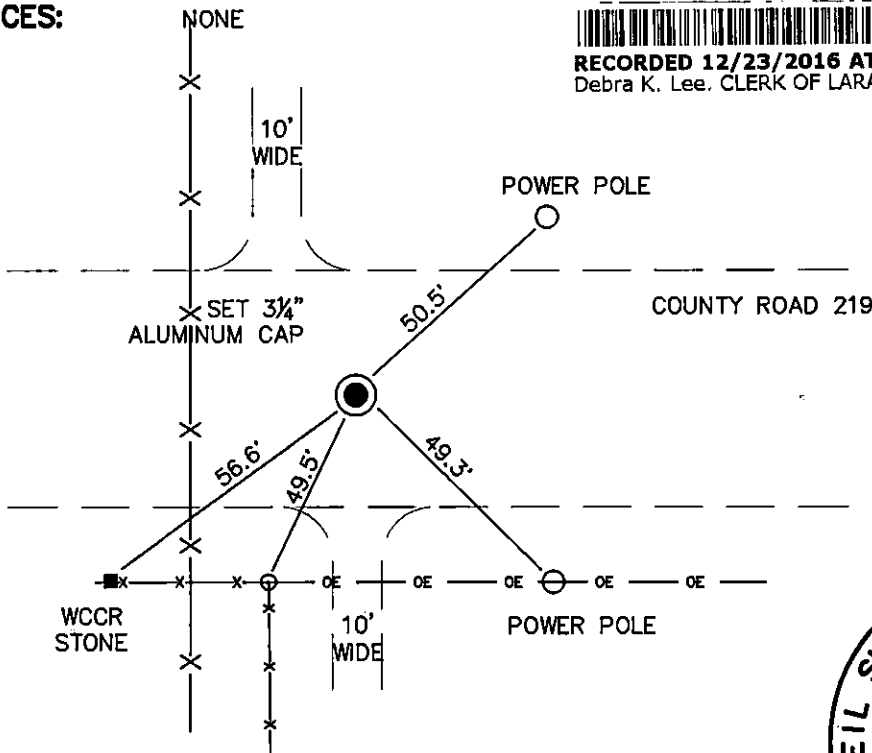 CES:
NONE
RECORDED 12/23/2016 AT
Debra K. Lee, CLERK OF LARA
10'
WIDE
POWER POLE
SET 3¼"
ALUMINUM CAP
COUNTY ROAD 219
50.5'
56.6'
49.5'
49.3'
OE OE OE OE OE
WCCR
STONE
10'
WIDE
POWER POLE
EIL S